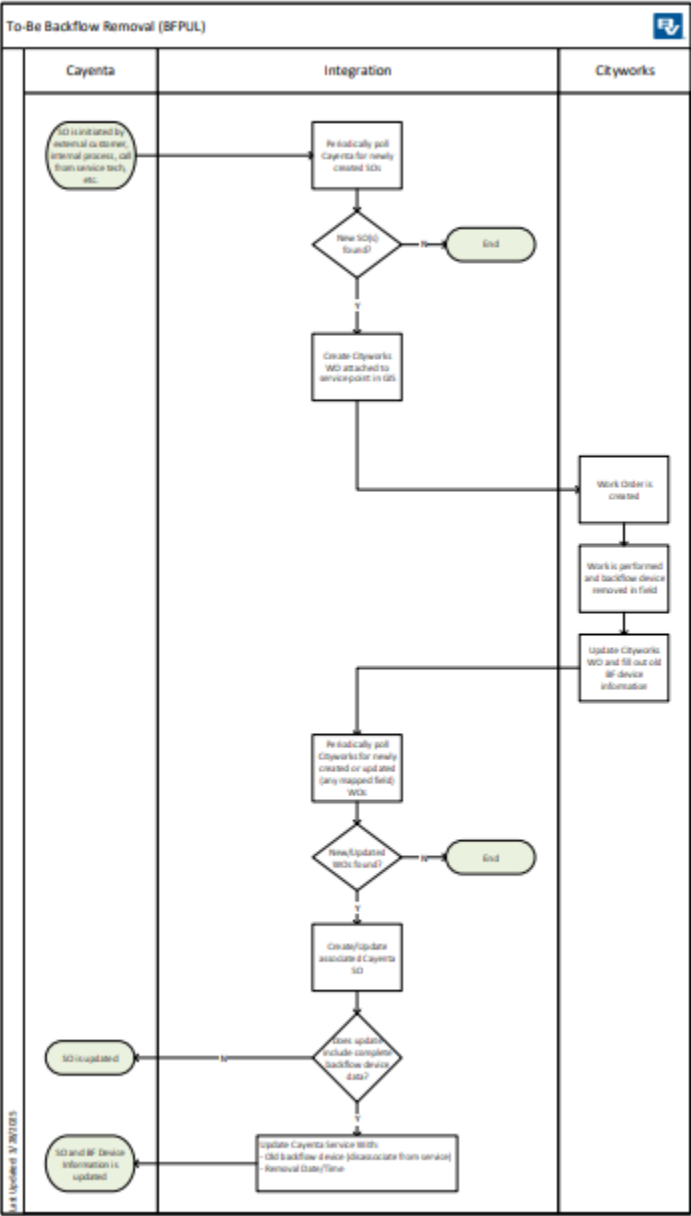 To-Be Backflow Removal (BFPUL)
Cayenta
Integration
Cityworks
SO is initiated by
external customer,
internal process, call
from service tech,
etc.
Periodically poll
Cayenta for newly
created SOs
New SO(s)
found?
N
End
Y
Create Cityworks
WO attached to
servicepoint in GIS
Work Order is
created
Work is performed
and backflow device
removed in field
Update Cityworks
WO and fill out old
BF device
information
Periodically poll
Cityworks for newly
created or updated
(any mapped field)
WOs
New/Updated
WOs found?
N
End
Y
Create/Update
associated Cayenta
SO
Does update
include complete
backflow device
data?
N
SO is updated
Y
Update Cayenta Service With:
- Old backflow device (disassociate from service)
- Removal Date/Time
SO and BF Device
Information is
updated
Last Updated